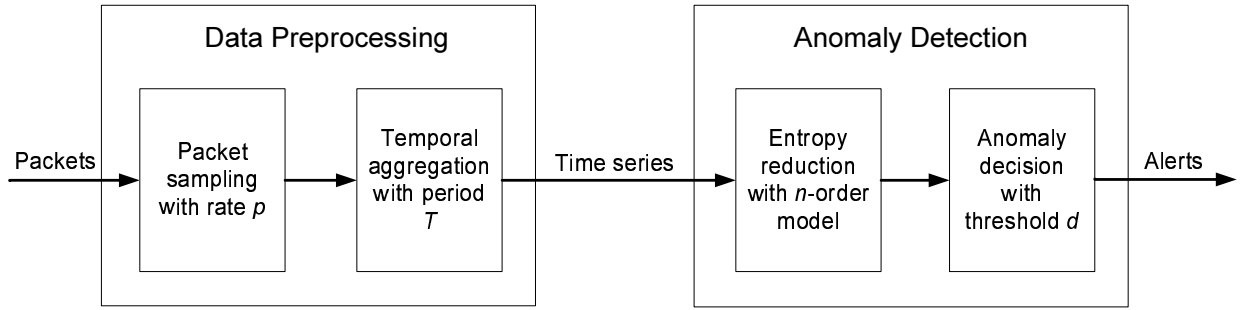 Data Preprocessing
Anomaly Detection
Packets
Packet
sampling
with rate p
Temporal
aggregation
with period
T
Time series
Entropy
reduction
with n-order
model
Anomaly
decision
with
threshold d
Alerts